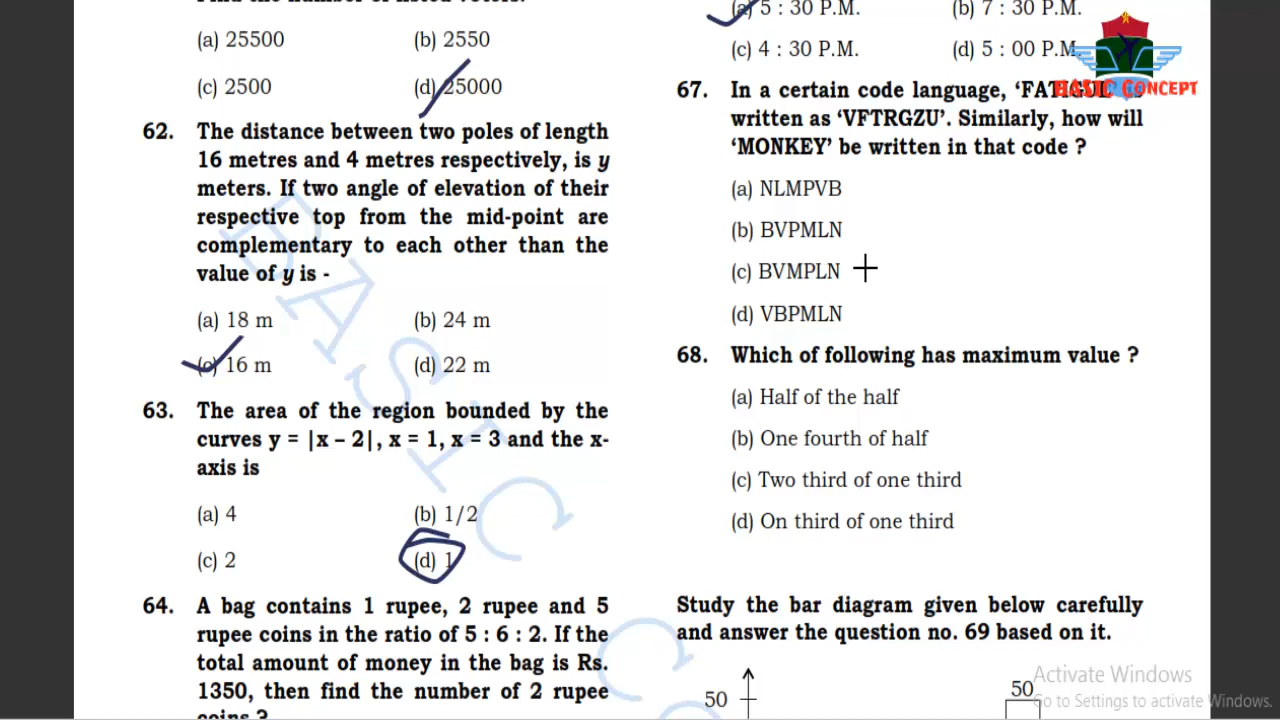 (a) 25500
(b) 2550
(c) 2500
(d) 25000
62. The distance between two poles of length
16 metres and 4 metres respectively, is y
meters. If two angle of elevation of their
respective top from the mid-point are
complementary to each other than the
value of y is -
(a) 18 m
(b) 24 m
(c) 16 m
(d) 22 m
63. The area of the region bounded by the
curves y = |x – 2|, x = 1, x = 3 and the x-
axis is
(a) 4
(b) 1/2
(c) 2
(d) 1
64. A bag contains 1 rupee, 2 rupee and 5
rupee coins in the ratio of 5 : 6 : 2. If the
total amount of money in the bag is Rs.
1350, then find the number of 2 rupee
coins ?
(a) 5 : 30 P.M.
(b) 7 : 30 P.M.
(c) 4 : 30 P.M.
(d) 5 : 00 P.M.
BASIC CONCEPT
67. In a certain code language,
written as ‘VFTRGZU’. Similarly, how will
‘MONKEY’ be written in that code ?
(a) NLMPVB
(b) BVPMLN
(c) BVMPLN
(d) VBPMLN
68. Which of following has maximum value ?
(a) Half of the half
(b) One fourth of half
(c) Two third of one third
(d) On third of one third
Study the bar diagram given below carefully
and answer the question no. 69 based on it.
50
50
BASIC CO
Activate Windows
Go to Settings to activate Windows.